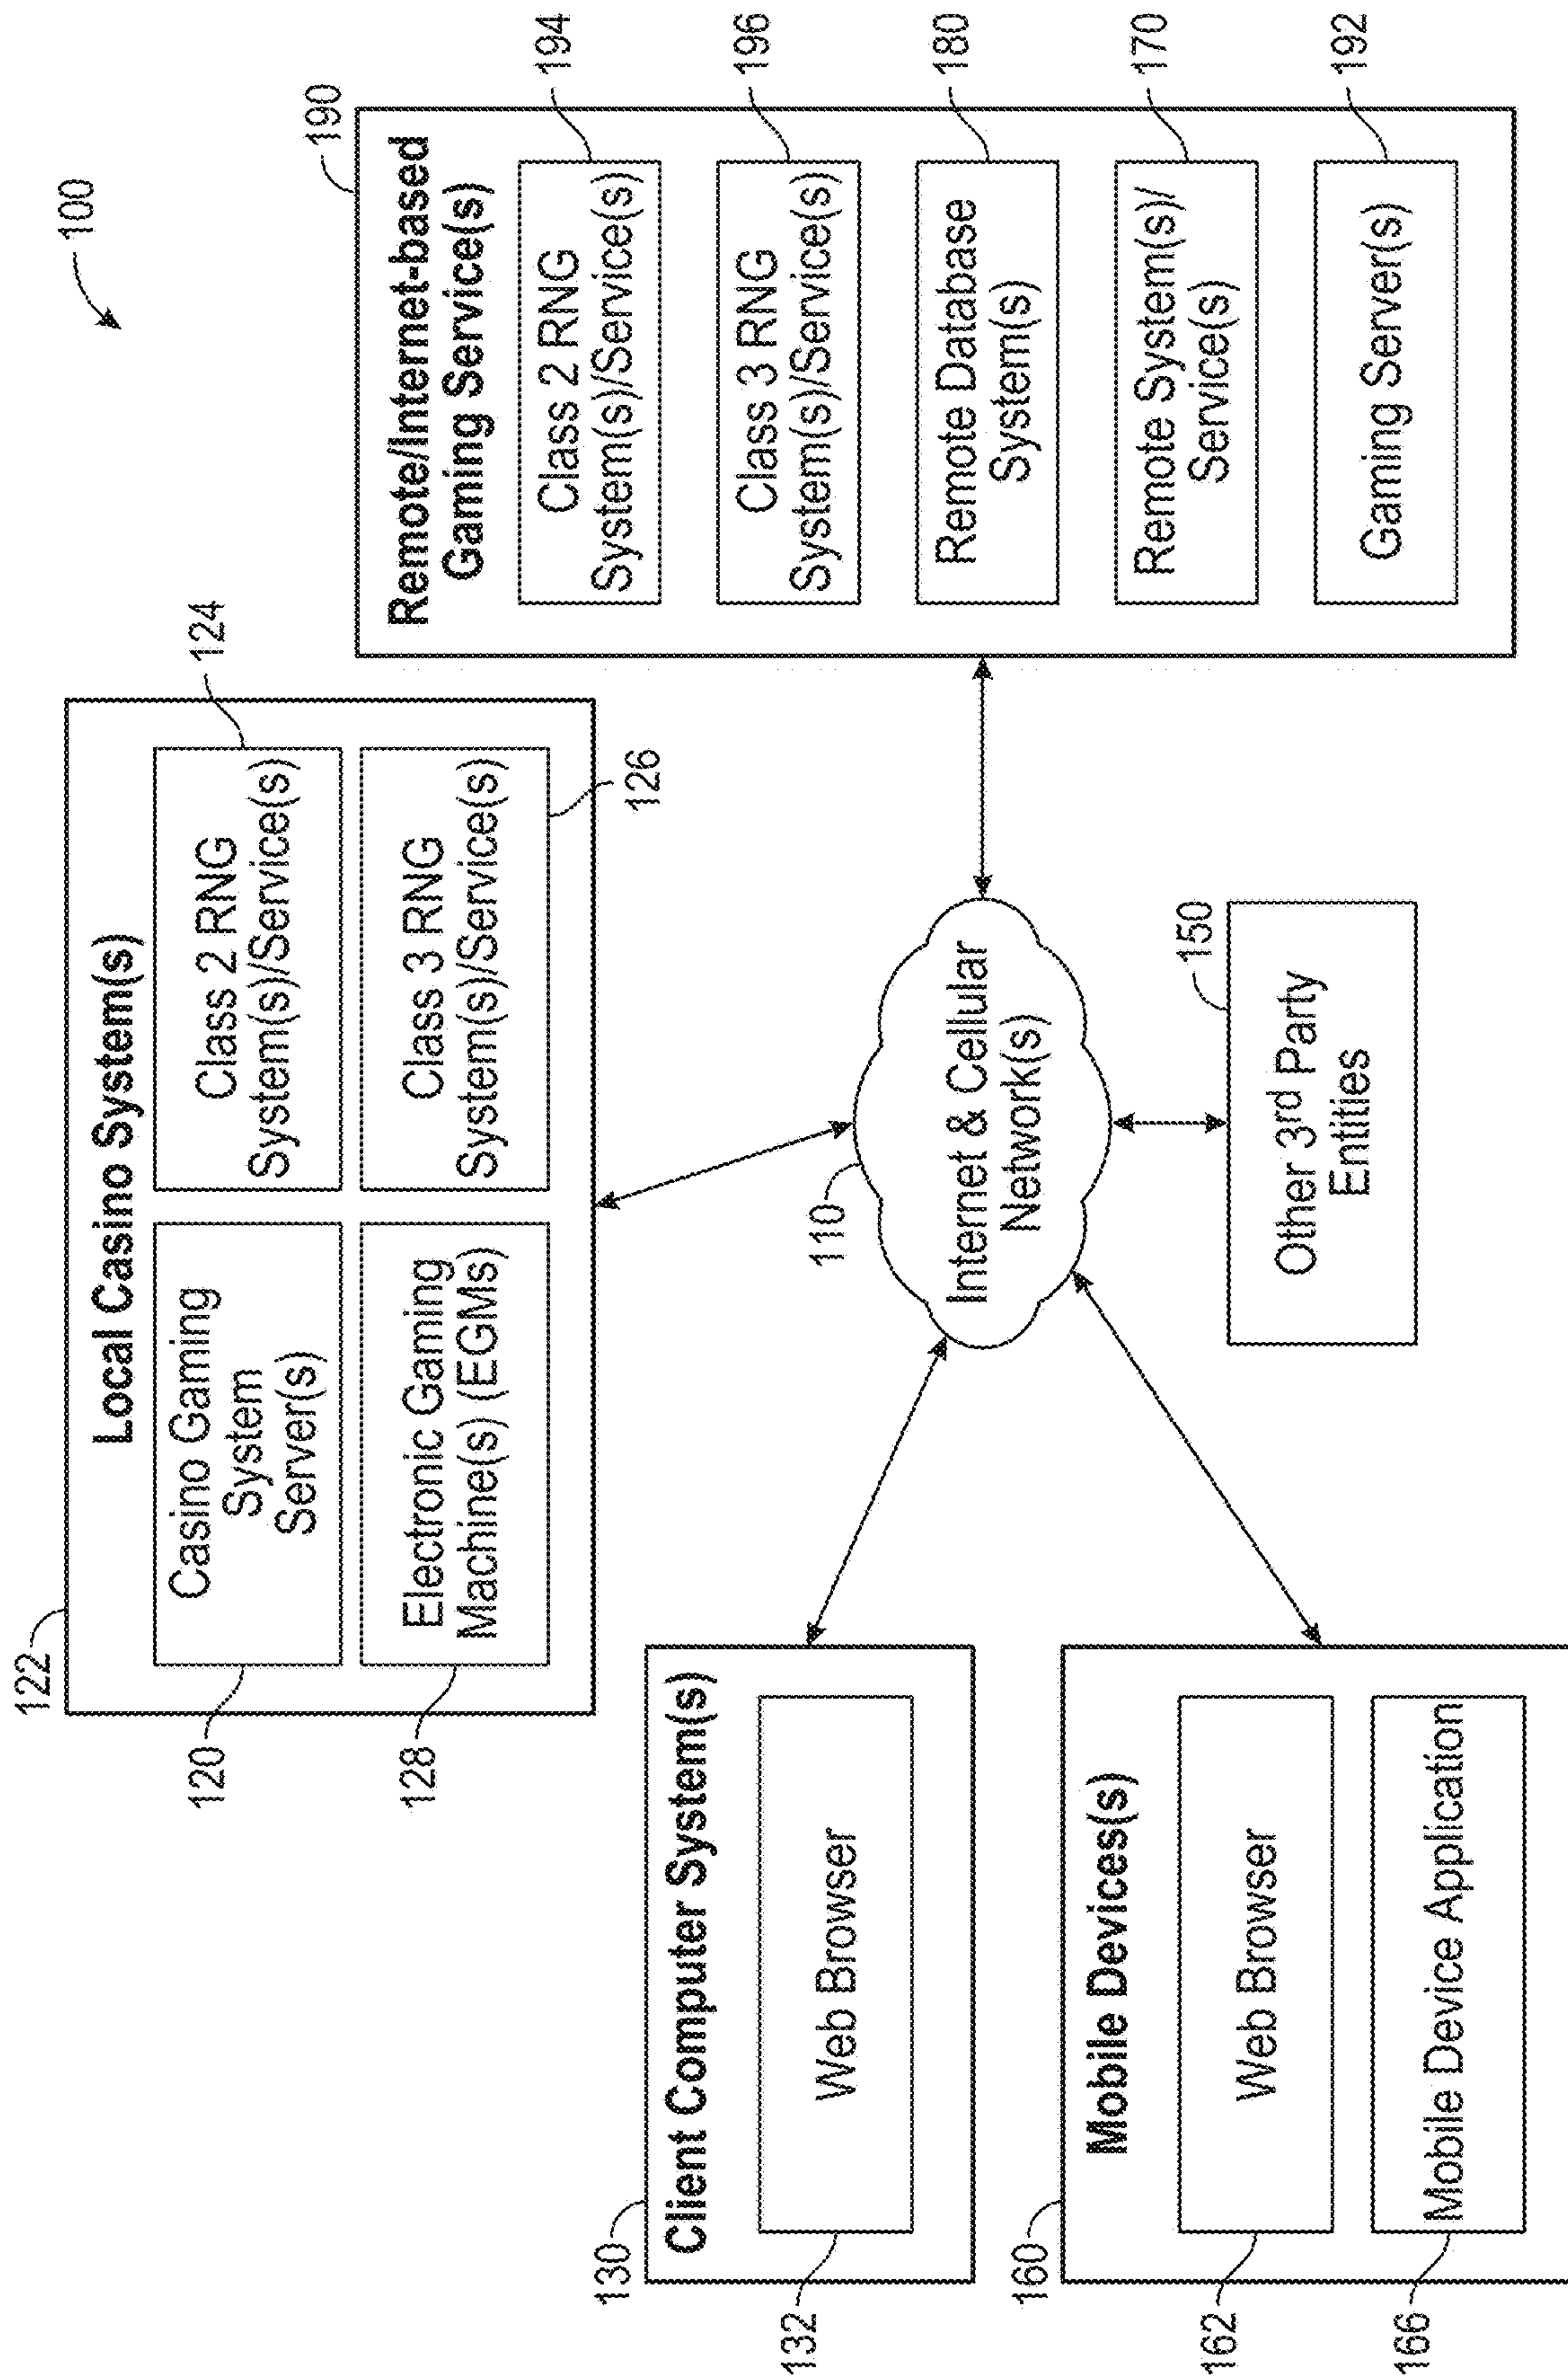 100
122
Local Casino System(s)
120
Casino Gaming
System
Server(s)
124
Class 2 RNG
System(s)/Service(s)
128
Electronic Gaming
Machine(s) (EGMs)
126
Class 3 RNG
System(s)/Service(s)
190
Remote/Internet-based
Gaming Service(s)
194
Class 2 RNG
System(s)/Service(s)
196
Class 3 RNG
System(s)/Service(s)
180
Remote Database
System(s)
170
Remote System(s)/
Service(s)
192
Gaming Server(s)
130
Client Computer System(s)
132
Web Browser
110
Internet & Cellular
Network(s)
160
Mobile Devices(s)
162
Web Browser
166
Mobile Device Application
150
Other 3rd Party
Entities